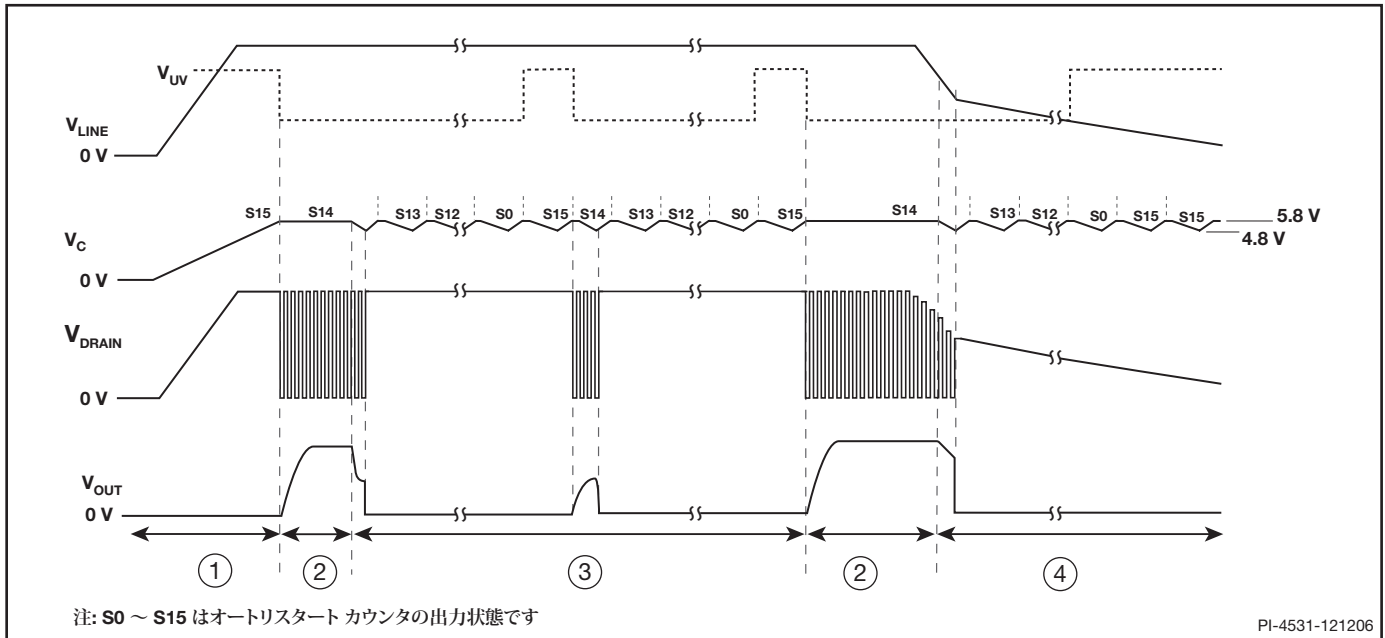 VUV
VLINE
0 V
S15 S14 S13 S12 S0 S15 S14 S13 S12 S0 S15 S14 S13 S12 S0 S15 S15
5.8 V
4.8 V
VC
0 V
VDRAIN
0 V
VOUT
0 V
1 2 3 2 4
注: S0 ～ S15 はオートリスタート カウンタの出力状態です
PI-4531-121206